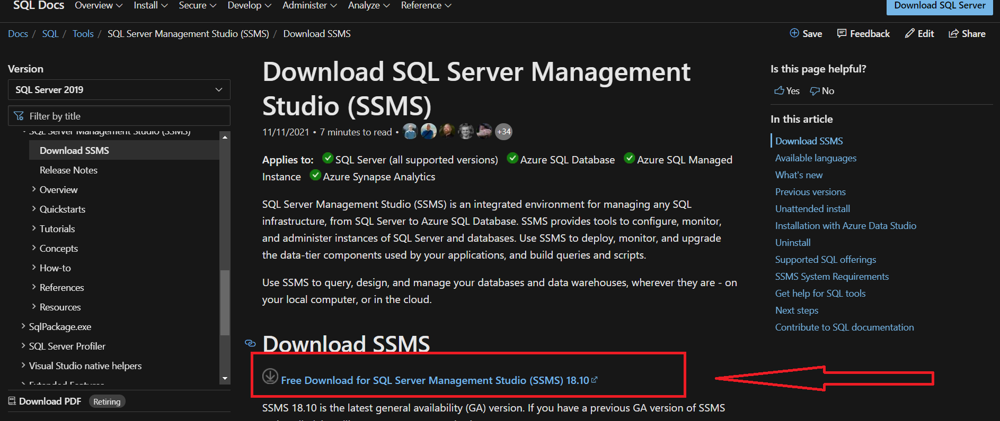 SQL Docs Overview Install Secure Develop Administer Analyze Reference Download SQL Server
Docs / SQL / Tools / SQL Server Management Studio (SSMS) / Download SSMS
Save Feedback Edit Share
Version
SQL Server 2019
Filter by title
SQL Server Management Studio (SSMS)
Download SSMS
Release Notes
Overview
Quickstarts
Tutorials
Concepts
How-to
References
Resources
SqlPackage.exe
SQL Server Profiler
Visual Studio native helpers
Extended Features
Download PDF Retiring
Download SQL Server Management
Studio (SSMS)
11/11/2021 • 7 minutes to read • +34
Applies to: SQL Server (all supported versions) Azure SQL Database Azure SQL Managed
Instance Azure Synapse Analytics
SQL Server Management Studio (SSMS) is an integrated environment for managing any SQL
infrastructure, from SQL Server to Azure SQL Database. SSMS provides tools to configure, monitor,
and administer instances of SQL Server and databases. Use SSMS to deploy, monitor, and upgrade
the data-tier components used by your applications, and build queries and scripts.
Use SSMS to query, design, and manage your databases and data warehouses, wherever they are - on
your local computer, or in the cloud.
Download SSMS
Free Download for SQL Server Management Studio (SSMS) 18.10
SSMS 18.10 is the latest general availability (GA) version. If you have a previous GA version of SSMS
Is this page helpful?
Yes No
In this article
Download SSMS
Available languages
What's new
Previous versions
Unattended install
Installation with Azure Data Studio
Uninstall
Supported SQL offerings
SSMS System Requirements
Get help for SQL tools
Next steps
Contribute to SQL documentation